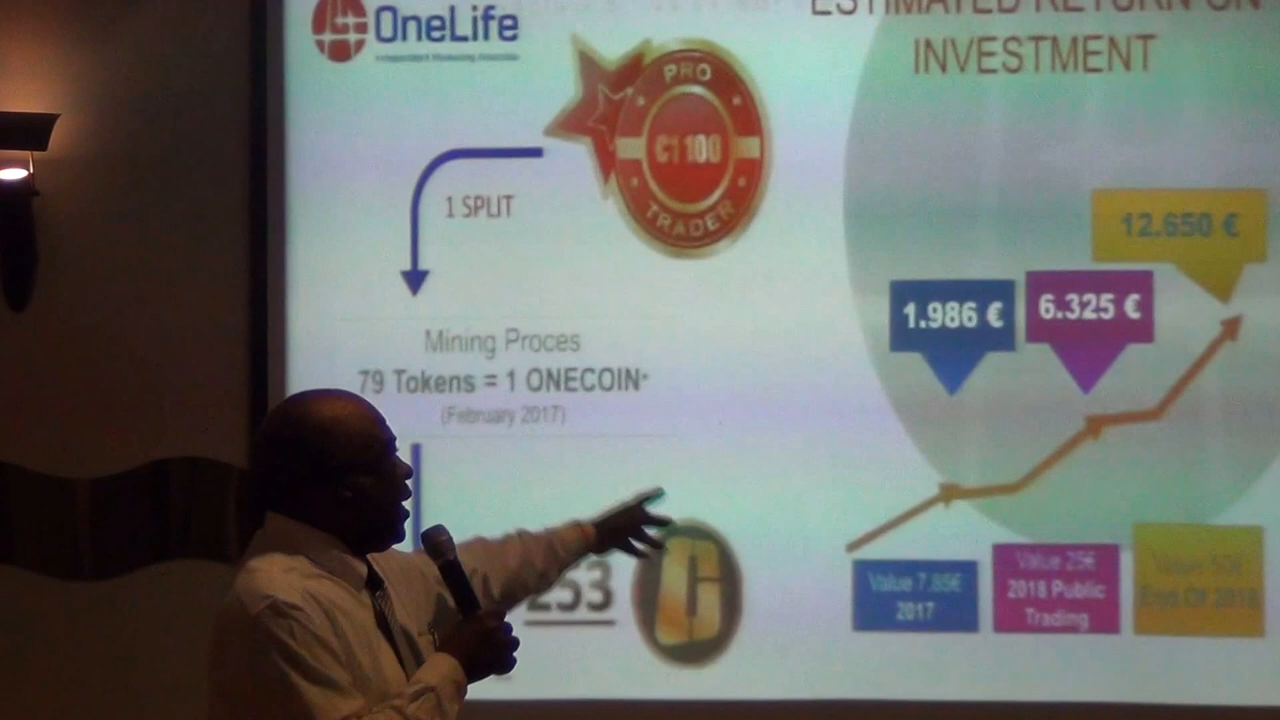 OneLife
ESTIMATED RETURN ON
INVESTMENT
PRO
€1100
TRADER
1 SPLIT
Mining Proces
79 Tokens = 1 ONECOIN*
(February 2017)
253
1.986 €
6.325 €
12.650 €
Value 7.85€
2017
Value 25€
2018 Public
Trading
Value 50€
End Of 2018